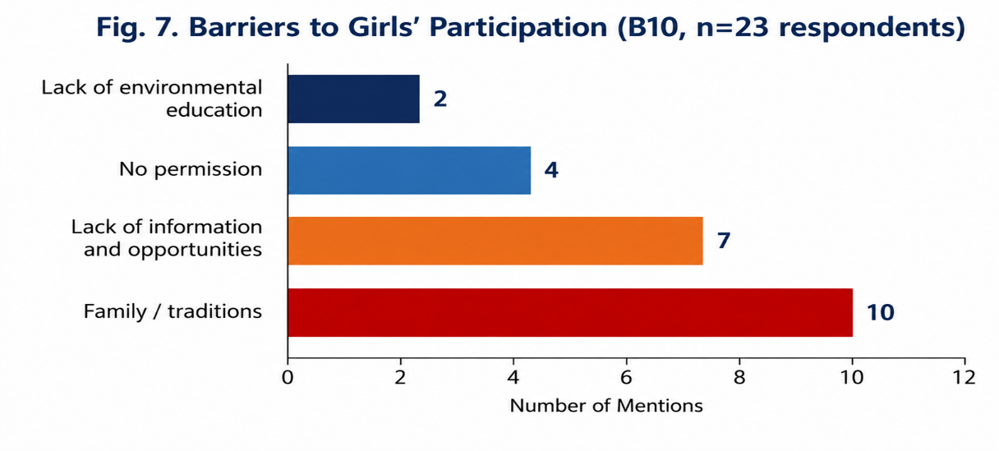 Fig. 7. Barriers to Girls’ Participation (B10, n=23 respondents)
Lack of environmental
education
2
No permission
4
Lack of information
and opportunities
7
Family / traditions
10
0 2 4 6 8 10 12
Number of Mentions